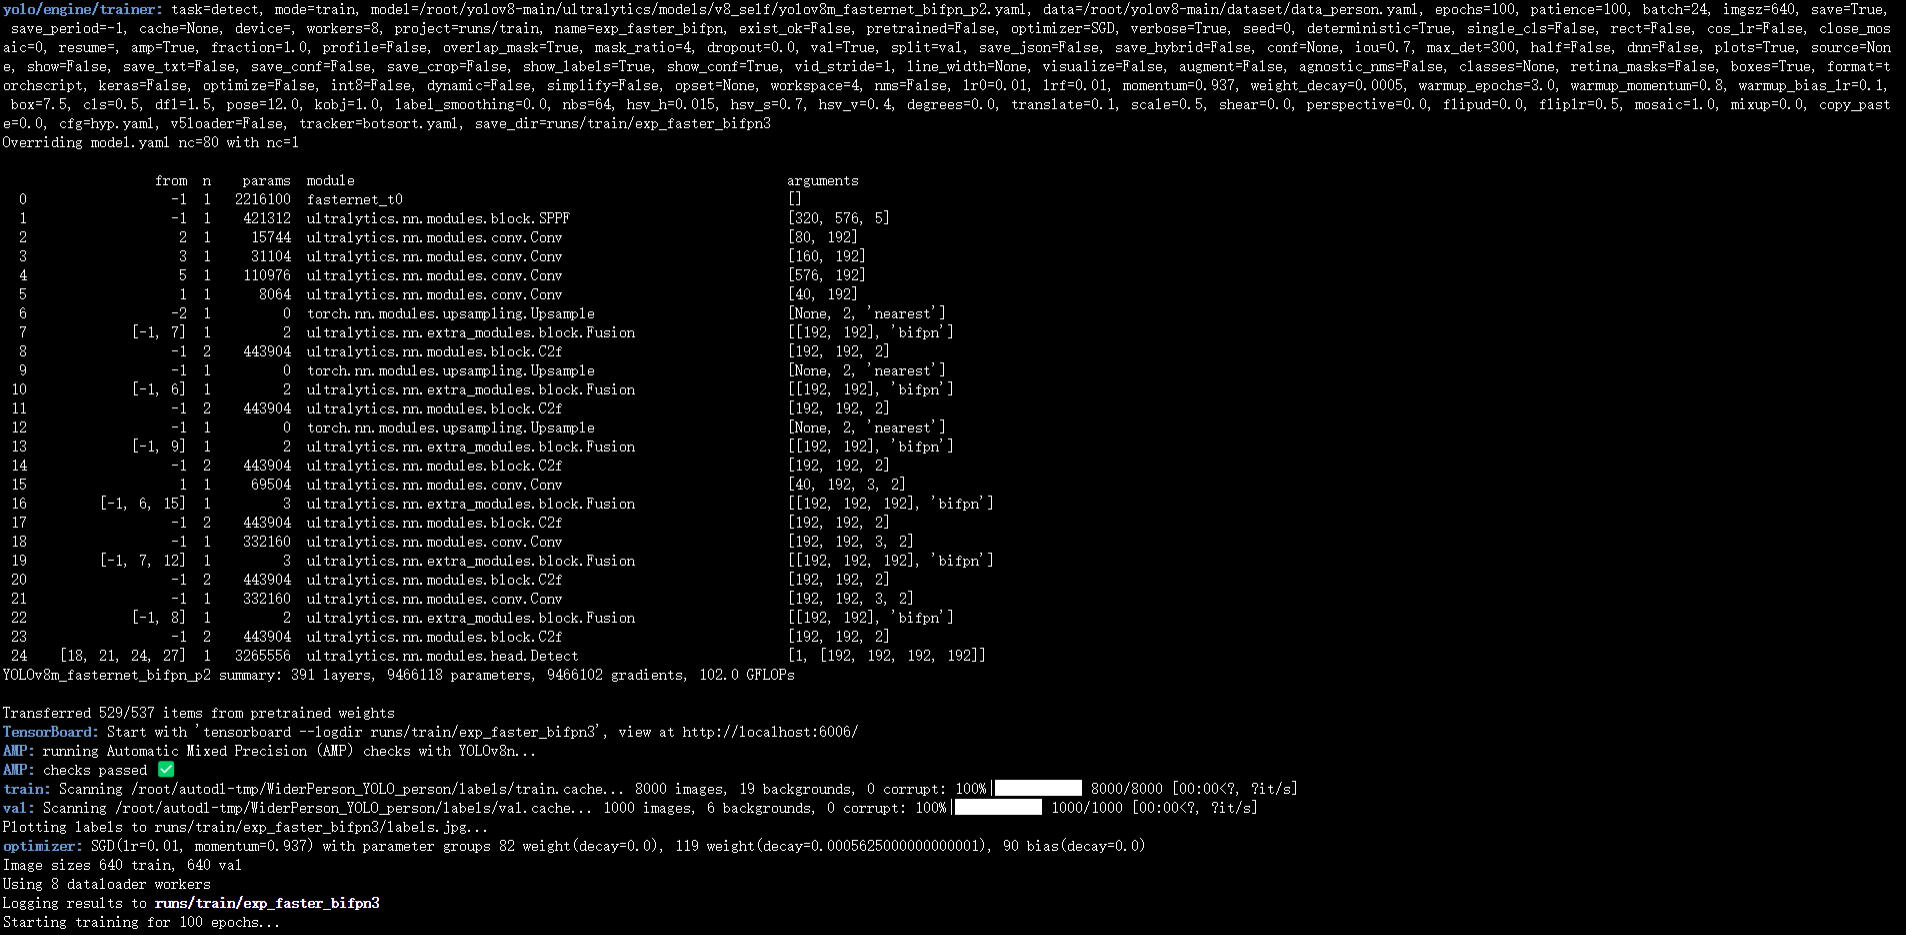 yolo/engine/trainer: task=detect, mode=train, model=/root/yolov8-main/ultralytics/models/v8_self/yolov8m_fasternet_bifpn_p2.yaml, data=/root/yolov8-main/dataset/data_person.yaml, epochs=100, patience=100, batch=24, imgsz=640, save=True,
save_period=-1, cache=None, device=, workers=8, project=runs/train, name=exp_faster_bifpn, exist_ok=False, pretrained=False, optimizer=SGD, verbose=True, seed=0, deterministic=True, single_cls=False, rect=False, cos_lr=False, close_mos
aic=0, resume=, amp=True, fraction=1.0, profile=False, overlap_mask=True, mask_ratio=4, dropout=0.0, val=True, split=val, save_json=False, save_hybrid=False, conf=None, iou=0.7, max_det=300, half=False, dnn=False, plots=True, source=Non
e, show=False, save_txt=False, save_conf=False, save_crop=False, show_labels=True, show_conf=True, vid_stride=1, line_width=None, visualize=False, augment=False, agnostic_nms=False, classes=None, retina_masks=False, boxes=True, format=t
orchscript, keras=False, optimize=False, int8=False, dynamic=False, simplify=False, opset=None, workspace=4, nms=False, lr0=0.01, lrf=0.01, momentum=0.937, weight_decay=0.0005, warmup_epochs=3.0, warmup_momentum=0.8, warmup_bias_lr=0.1,
box=7.5, cls=0.5, dfl=1.5, pose=12.0, kobj=1.0, label_smoothing=0.0, nbs=64, hsv_h=0.015, hsv_s=0.7, hsv_v=0.4, degrees=0.0, translate=0.1, scale=0.5, shear=0.0, perspective=0.0, flipud=0.0, fliplr=0.5, mosaic=1.0, mixup=0.0, copy_past
e=0.0, cfg=hyp.yaml, v5loader=False, tracker=botsort.yaml, save_dir=runs/train/exp_faster_bifpn3
Overriding model.yaml nc=80 with nc=1
from n params module arguments
0 -1 1 2216100 fasternet_t0 []
1 -1 1 421312 ultralytics.nn.modules.block.SPPF [320, 576, 5]
2 2 1 15744 ultralytics.nn.modules.conv.Conv [80, 192]
3 3 1 31104 ultralytics.nn.modules.conv.Conv [160, 192]
4 5 1 110976 ultralytics.nn.modules.conv.Conv [576, 192]
5 1 1 8064 ultralytics.nn.modules.conv.Conv [40, 192]
6 -2 1 0 torch.nn.modules.upsampling.Upsample [None, 2, 'nearest']
7 [-1, 7] 1 2 ultralytics.nn.extra_modules.block.Fusion [[192, 192], 'bifpn']
8 -1 2 443904 ultralytics.nn.modules.block.C2f [192, 192, 2]
9 -1 1 0 torch.nn.modules.upsampling.Upsample [None, 2, 'nearest']
10 [-1, 6] 1 2 ultralytics.nn.extra_modules.block.Fusion [[192, 192], 'bifpn']
11 -1 2 443904 ultralytics.nn.modules.block.C2f [192, 192, 2]
12 -1 1 0 torch.nn.modules.upsampling.Upsample [None, 2, 'nearest']
13 [-1, 9] 1 2 ultralytics.nn.extra_modules.block.Fusion [[192, 192], 'bifpn']
14 -1 2 443904 ultralytics.nn.modules.block.C2f [192, 192, 2]
15 1 1 69504 ultralytics.nn.modules.conv.Conv [40, 192, 3, 2]
16 [-1, 6, 15] 1 3 ultralytics.nn.extra_modules.block.Fusion [[192, 192, 192], 'bifpn']
17 -1 2 443904 ultralytics.nn.modules.block.C2f [192, 192, 2]
18 -1 1 332160 ultralytics.nn.modules.conv.Conv [192, 192, 3, 2]
19 [-1, 7, 12] 1 3 ultralytics.nn.extra_modules.block.Fusion [[192, 192, 192], 'bifpn']
20 -1 2 443904 ultralytics.nn.modules.block.C2f [192, 192, 2]
21 -1 1 332160 ultralytics.nn.modules.conv.Conv [192, 192, 3, 2]
22 [-1, 8] 1 2 ultralytics.nn.extra_modules.block.Fusion [[192, 192], 'bifpn']
23 -1 2 443904 ultralytics.nn.modules.block.C2f [192, 192, 2]
24 [18, 21, 24, 27] 1 3265556 ultralytics.nn.modules.head.Detect [1, [192, 192, 192, 192]]
YOLOv8m_fasternet_bifpn_p2 summary: 391 layers, 9466118 parameters, 9466102 gradients, 102.0 GFLOPs
Transferred 529/537 items from pretrained weights
TensorBoard: Start with 'tensorboard --logdir runs/train/exp_faster_bifpn3', view at http://localhost:6006/
AMP: running Automatic Mixed Precision (AMP) checks with YOLOv8n...
AMP: checks passed ✅
train: Scanning /root/autodl-tmp/WiderPerson_YOLO_person/labels/train.cache... 8000 images, 19 backgrounds, 0 corrupt: 100%|██████████| 8000/8000 [00:00<?, ?it/s]
val: Scanning /root/autodl-tmp/WiderPerson_YOLO_person/labels/val.cache... 1000 images, 6 backgrounds, 0 corrupt: 100%|██████████| 1000/1000 [00:00<?, ?it/s]
Plotting labels to runs/train/exp_faster_bifpn3/labels.jpg...
optimizer: SGD(lr=0.01, momentum=0.937) with parameter groups 82 weight(decay=0.0), 119 weight(decay=0.0005625000000000001), 90 bias(decay=0.0)
Image sizes 640 train, 640 val
Using 8 dataloader workers
Logging results to runs/train/exp_faster_bifpn3
Starting training for 100 epochs...